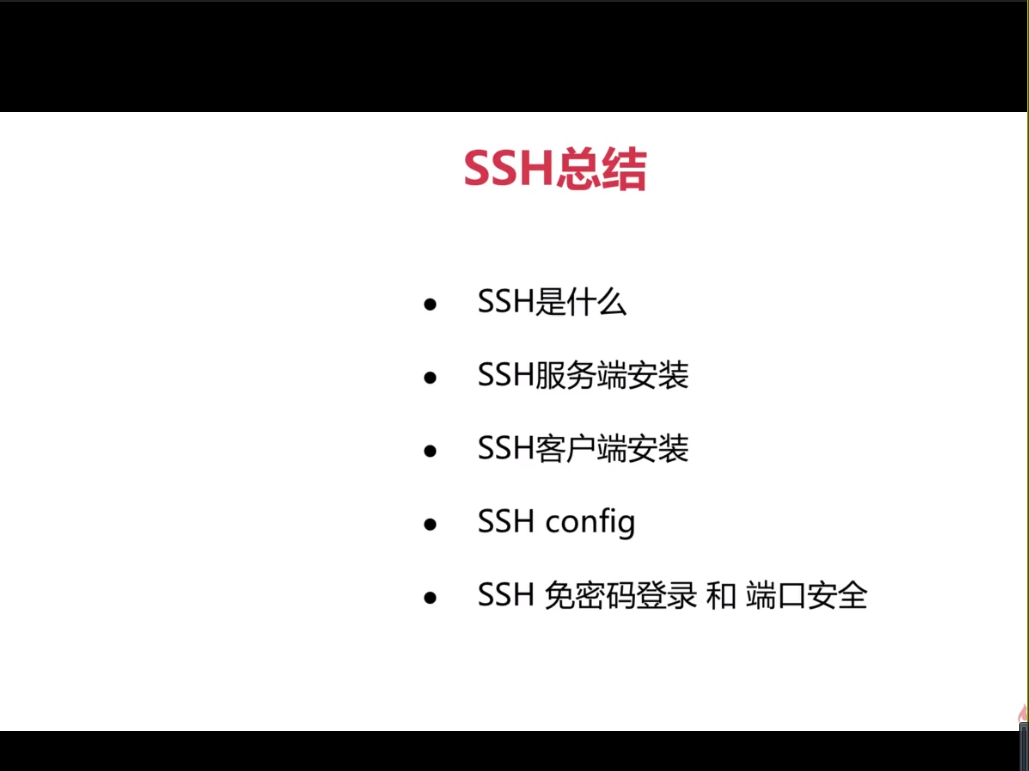 SSH总结
● SSH是什么
● SSH服务端安装
● SSH客户端安装
● SSH config
● SSH 免密码登录 和 端口安全